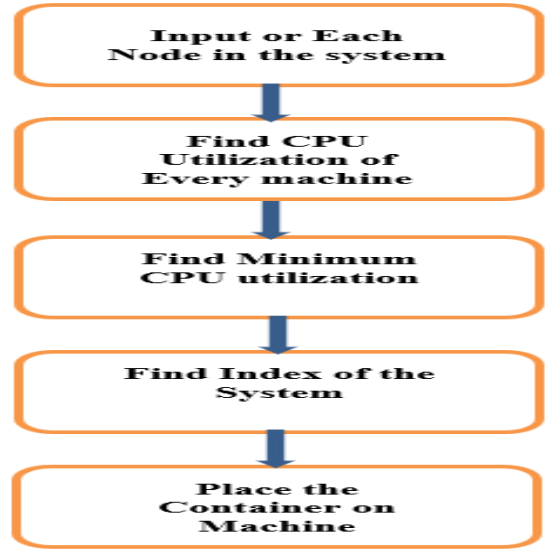 Input or Each
Node in the system
Find CPU
Utilization of
Every machine
Find Minimum
CPU utilization
Find Index of the
System
Place the
Container on
Machine